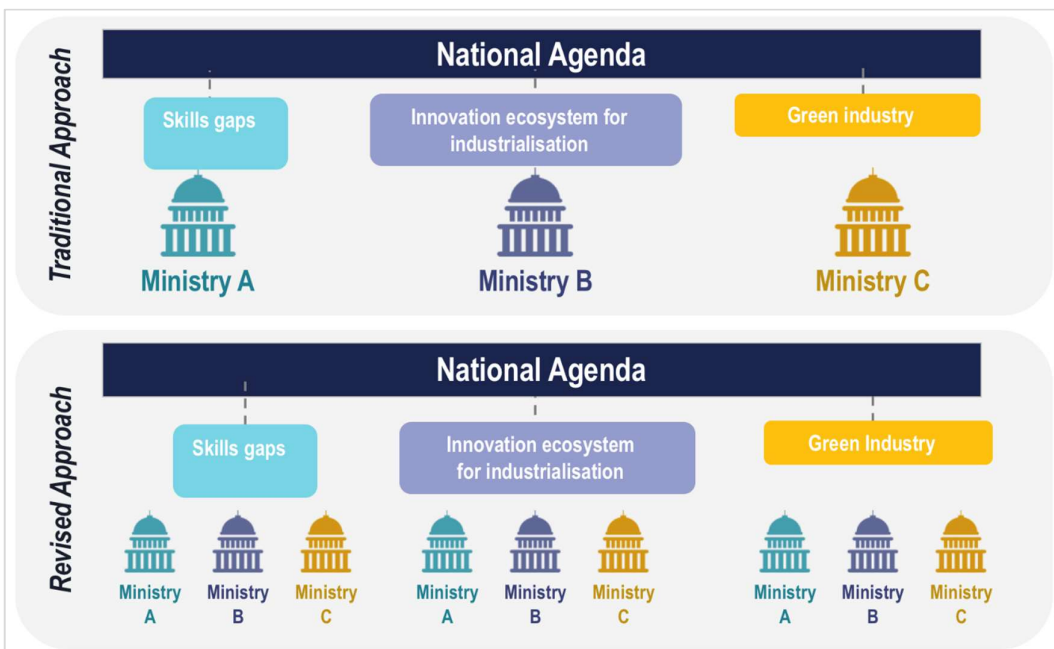 Traditional Approach
National Agenda
Skills gaps
Innovation ecosystem for
industrialisation
Green industry
Ministry A
Ministry B
Ministry C
Revised Approach
National Agenda
Skills gaps
Innovation ecosystem
for industrialisation
Green Industry
Ministry
A
Ministry
B
Ministry
C
Ministry
A
Ministry
B
Ministry
C
Ministry
A
Ministry
B
Ministry
C